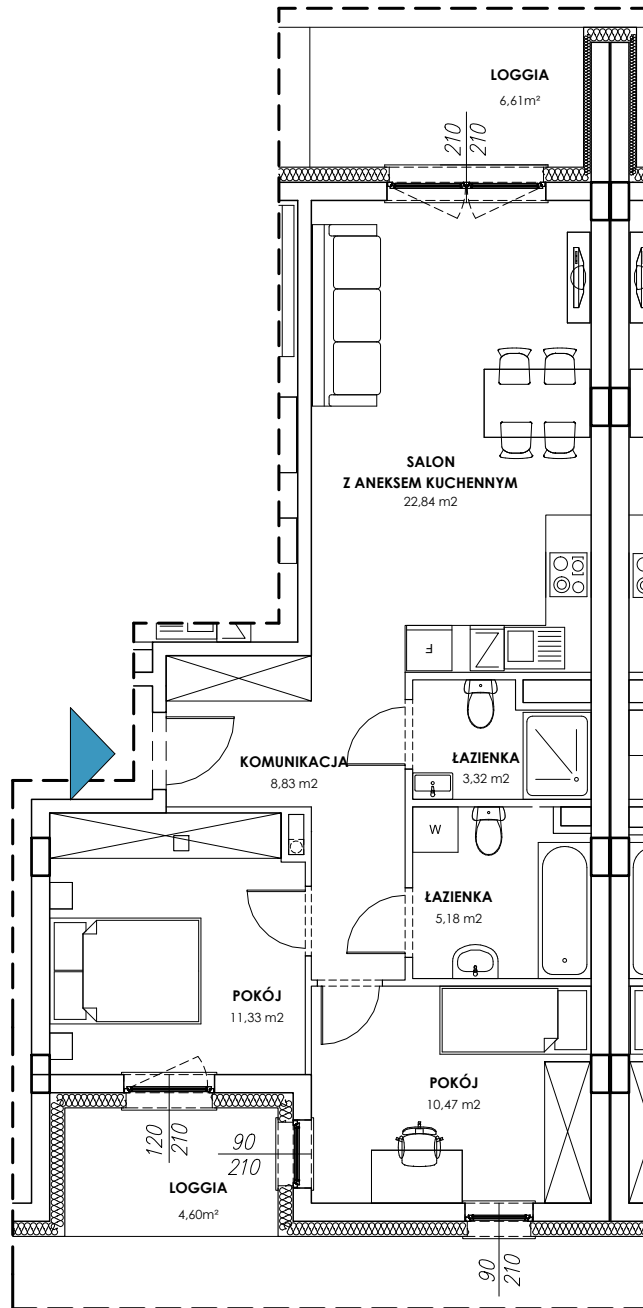 LOGGIA
6,61m²
210
210
SALON
Z ANEKSEM KUCHENNYM
22,84 m2
F
KOMUNIKACJA
8,83 m2
ŁAZIENKA
3,32 m2
W
ŁAZIENKA
5,18 m2
POKÓJ
11,33 m2
POKÓJ
10,47 m2
120
210
90
210
LOGGIA
4,60m²
90
210